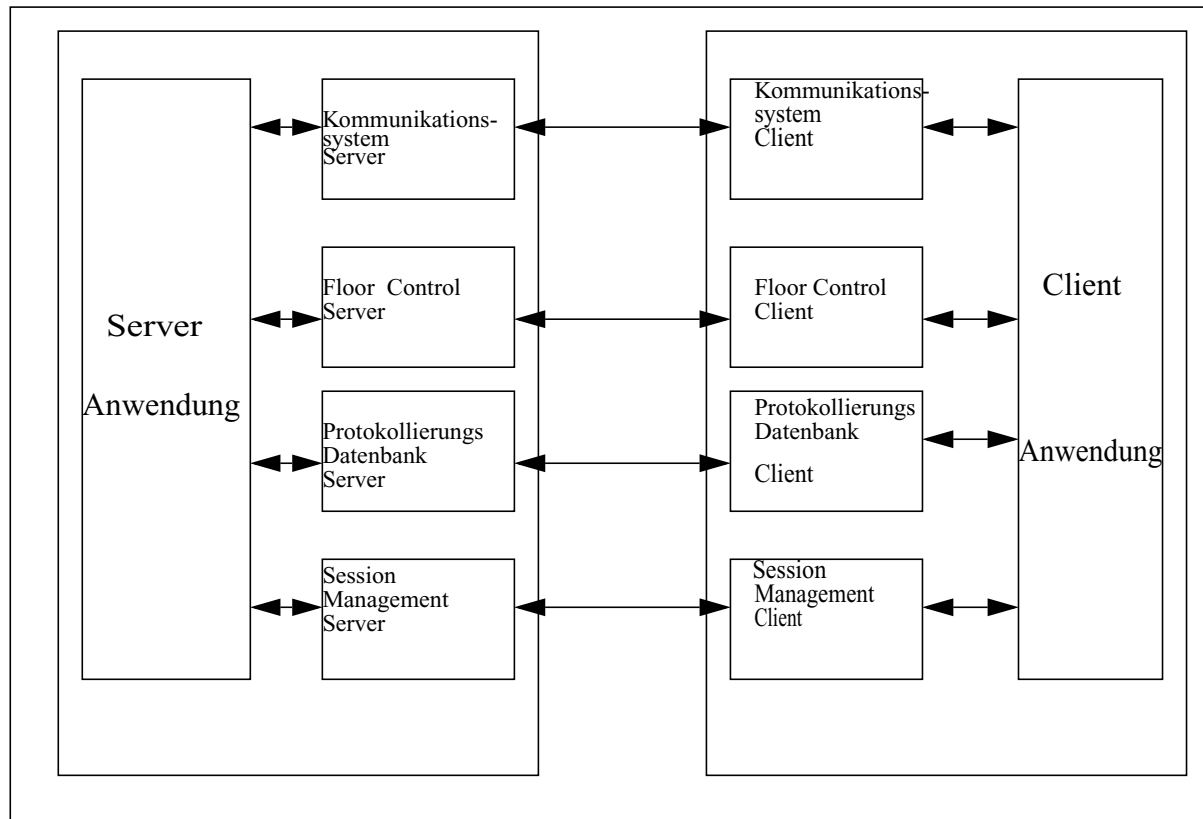 Kommunikations-
system
Server
Kommunikations-
system
Client
Floor Control
Server
Floor Control
Client
Server
Anwendung
Client
Anwendung
Protokollierungs
Datenbank
Server
Protokollierungs
Datenbank
Client
Session
Management
Server
Session
Management
Client